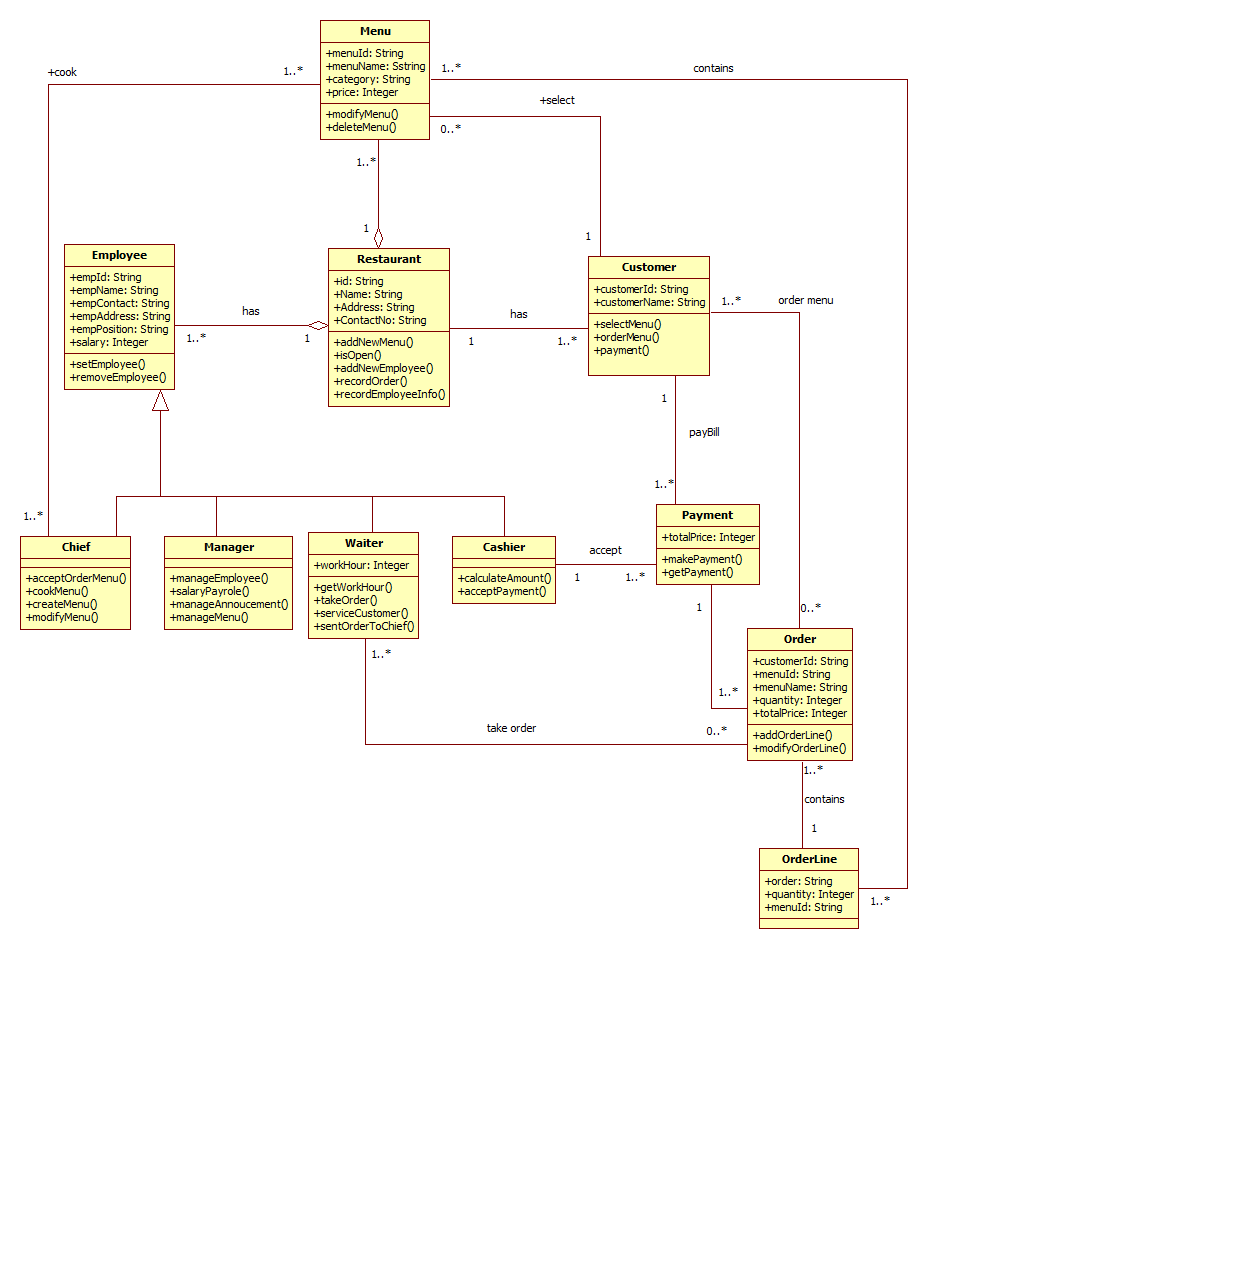 Menu
+menuId: String
+menuName: Sstring
+category: String
+price: Integer
+modifyMenu()
+deleteMenu()
+cook
1..*
1..*
contains
+select
0..*
1..*
1
1
Employee
+empId: String
+empName: String
+empContact: String
+empAddress: String
+empPosition: String
+salary: Integer
+setEmployee()
+removeEmployee()
has
1..*
1
Restaurant
+id: String
+Name: String
+Address: String
+ContactNo: String
+addNewMenu()
+isOpen()
+addNewEmployee()
+recordOrder()
+recordEmployeeInfo()
has
1
1..*
Customer
+customerId: String
+customerName: String
+selectMenu()
+orderMenu()
+payment()
1..*
order menu
1
payBill
1..*
1..*
Chief
+acceptOrderMenu()
+cookMenu()
+createMenu()
+modifyMenu()
Manager
+manageEmployee()
+salaryPayrole()
+manageAnnoucement()
+manageMenu()
Waiter
+workHour: Integer
+getWorkHour()
+takeOrder()
+serviceCustomer()
+sentOrderToChief()
Cashier
+calculateAmount()
+acceptPayment()
accept
1
1..*
Payment
+totalPrice: Integer
+makePayment()
+getPayment()
1
0..*
1..*
1..*
take order
0..*
Order
+customerId: String
+menuId: String
+menuName: String
+quantity: Integer
+totalPrice: Integer
+addOrderLine()
+modifyOrderLine()
1..*
contains
1
OrderLine
+order: String
+quantity: Integer
+menuId: String
1..*